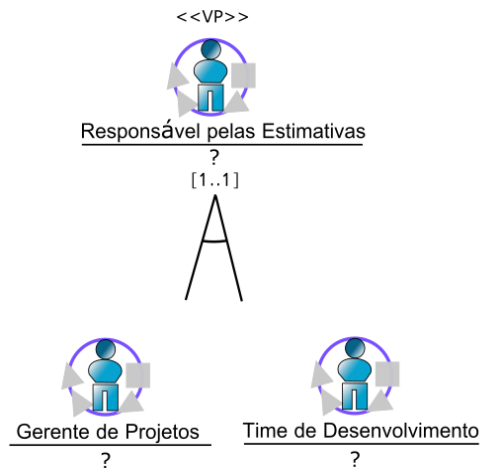 <<VP>>
Responsável pelas Estimativas
?
[1..1]
Gerente de Projetos
?
Time de Desenvolvimento
?